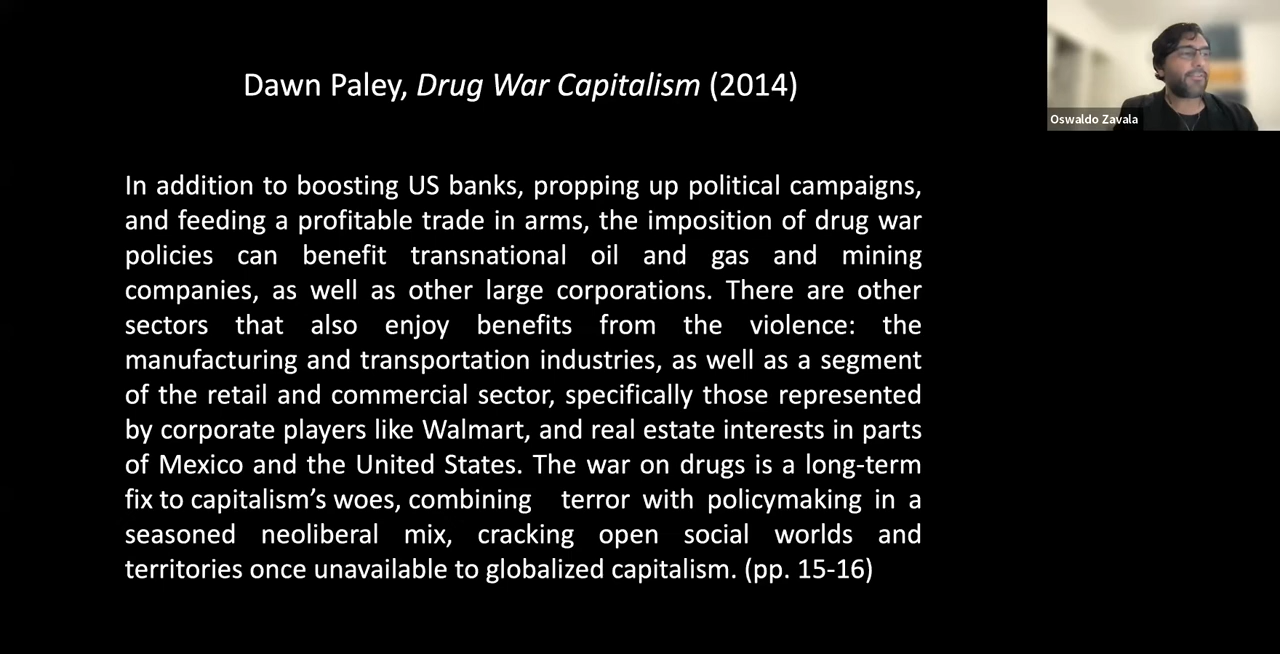 Dawn Paley, Drug War Capitalism (2014)
Oswaldo Zavala
In addition to boosting US banks, propping up political campaigns,
and feeding a profitable trade in arms, the imposition of drug war
policies can benefit transnational oil and gas and mining
companies, as well as other large corporations. There are other
sectors that also enjoy benefits from the violence: the
manufacturing and transportation industries, as well as a segment
of the retail and commercial sector, specifically those represented
by corporate players like Walmart, and real estate interests in parts
of Mexico and the United States. The war on drugs is a long-term
fix to capitalism’s woes, combining terror with policymaking in a
seasoned neoliberal mix, cracking open social worlds and
territories once unavailable to globalized capitalism. (pp. 15-16)